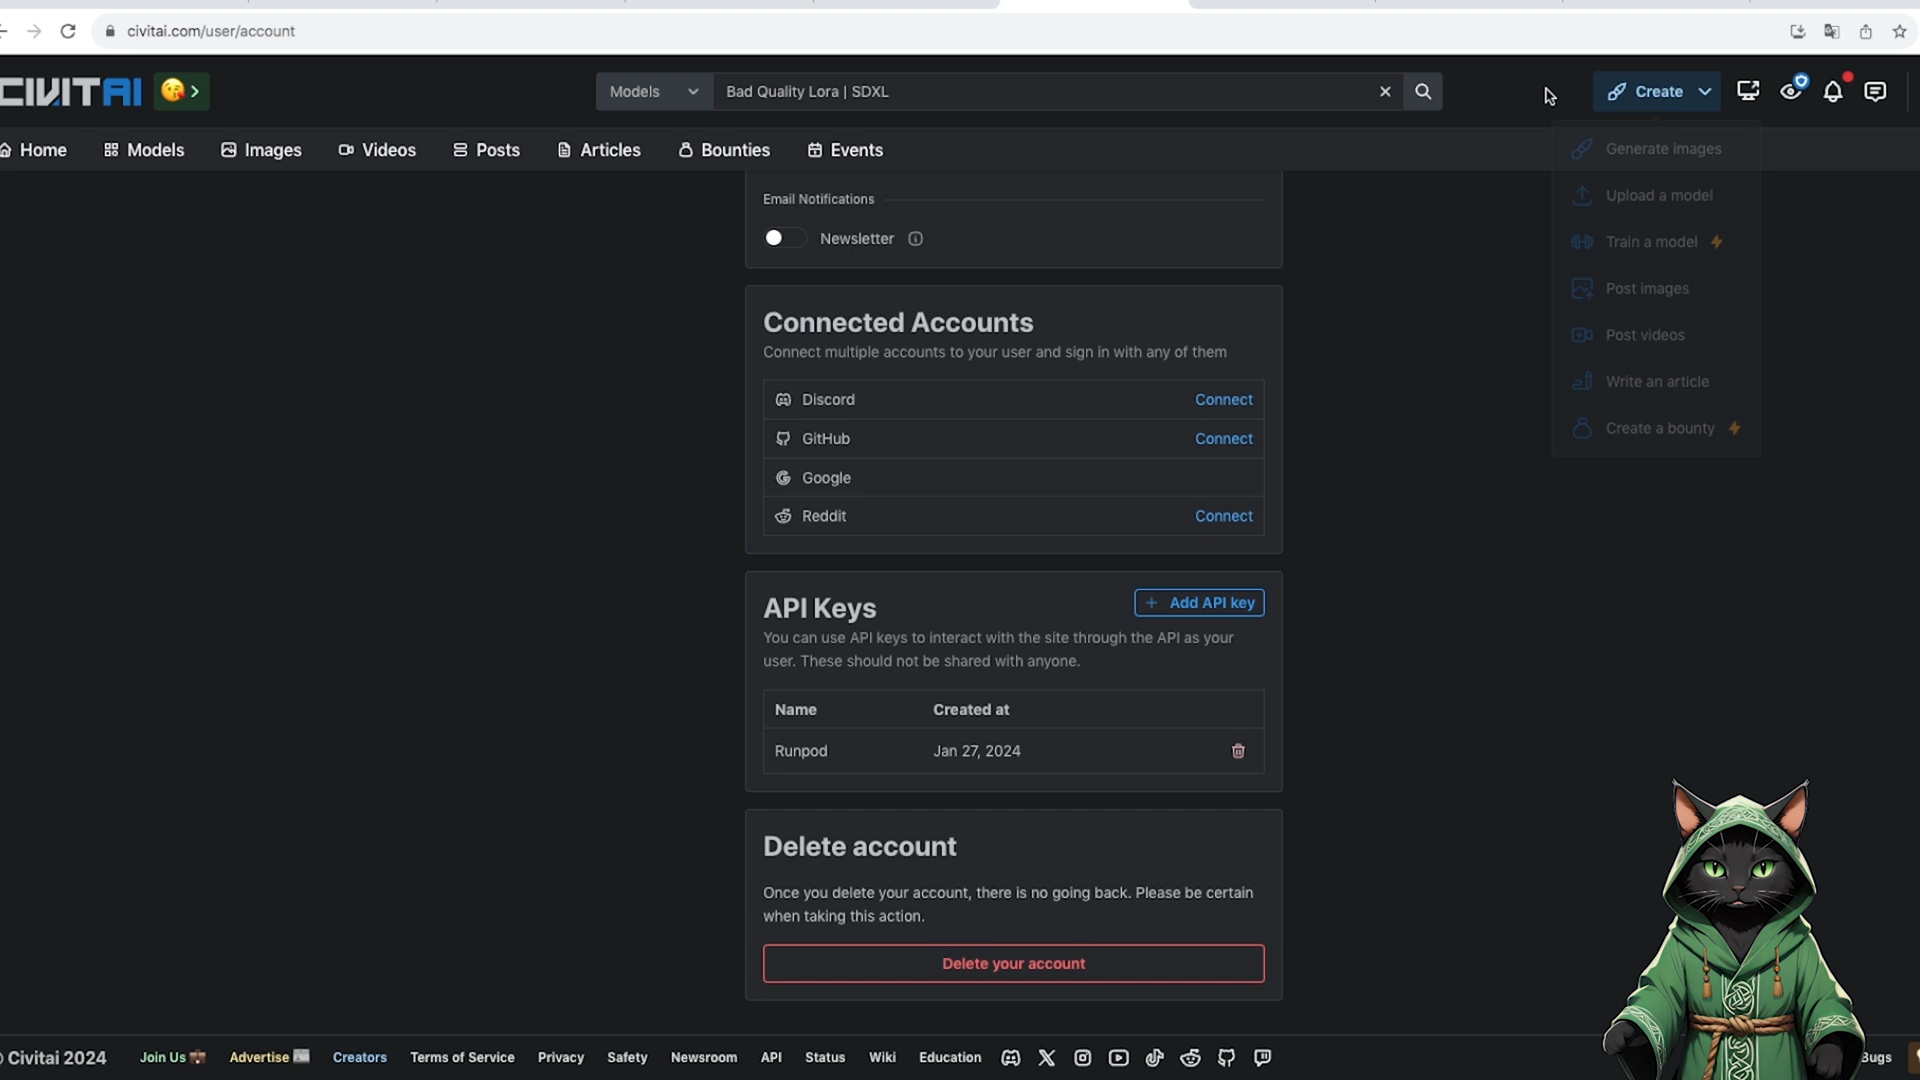 civitai.com/user/account
CIVITAI
Models
Bad Quality Lora | SDXL
Create
Home
Models
Images
Videos
Posts
Articles
Bounties
Events
Generate images
Upload a model
Train a model
Post images
Post videos
Write an article
Create a bounty
Email Notifications
Newsletter
Connected Accounts
Connect multiple accounts to your user and sign in with any of them
Discord Connect
GitHub Connect
Google
Reddit Connect
API Keys
+ Add API key
You can use API keys to interact with the site through the API as your
user. These should not be shared with anyone.
Name Created at
Runpod Jan 27, 2024
Delete account
Once you delete your account, there is no going back. Please be certain
when taking this action.
Delete your account
Civitai 2024
Join Us
Advertise
Creators
Terms of Service
Privacy
Safety
Newsroom
API
Status
Wiki
Education
Bugs